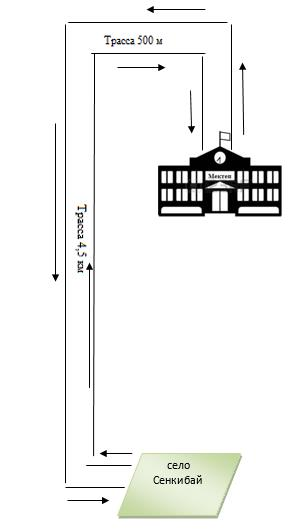 Трасса 500 м
Мектеп
Трасса 4,5 км
село
Сенкибай